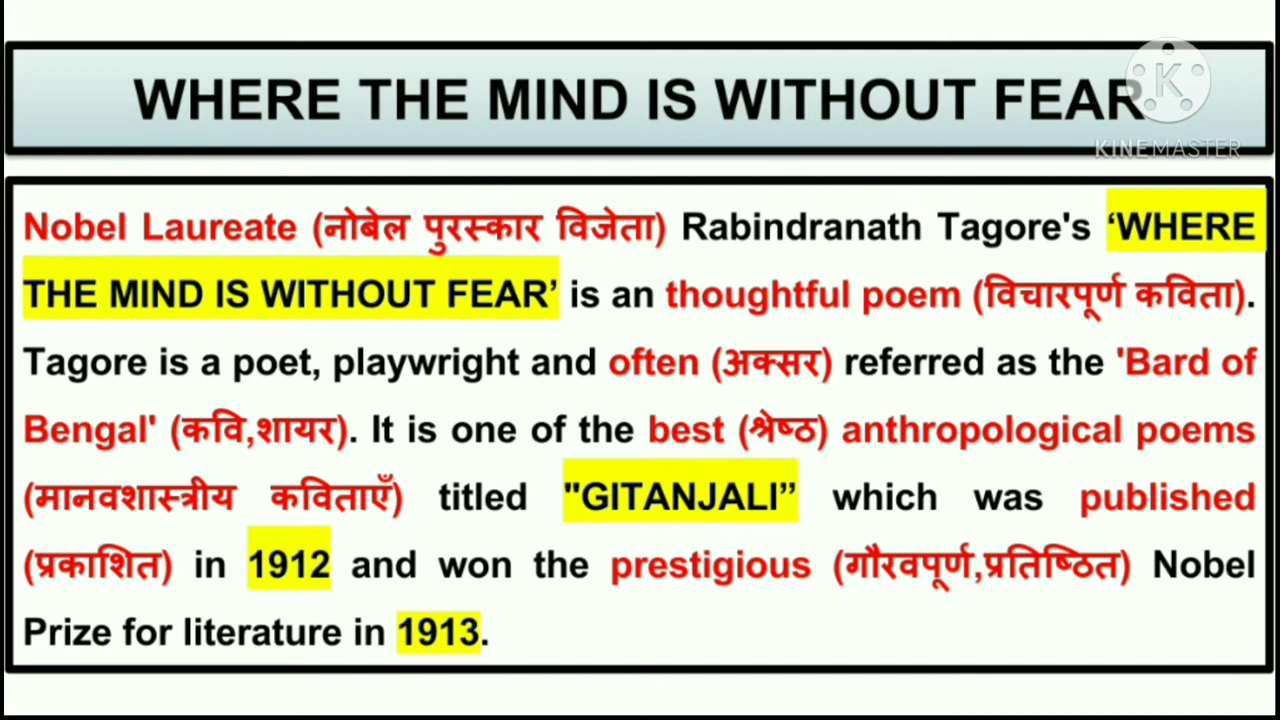 WHERE THE MIND IS WITHOUT FEAR
KINEMASTER
Nobel Laureate (नोबेल पुरस्कार विजेता) Rabindranath Tagore's ‘WHERE
THE MIND IS WITHOUT FEAR’ is an thoughtful poem (विचारपूर्ण कविता).
Tagore is a poet, playwright and often (अक्सर) referred as the 'Bard of
Bengal' (कवि,शायर). It is one of the best (श्रेष्ठ) anthropological poems
(मानवशास्त्रीय कविताएँ) titled "GITANJALI” which was published
(प्रकाशित) in 1912 and won the prestigious (गौरवपूर्ण,प्रतिष्ठित) Nobel
Prize for literature in 1913.